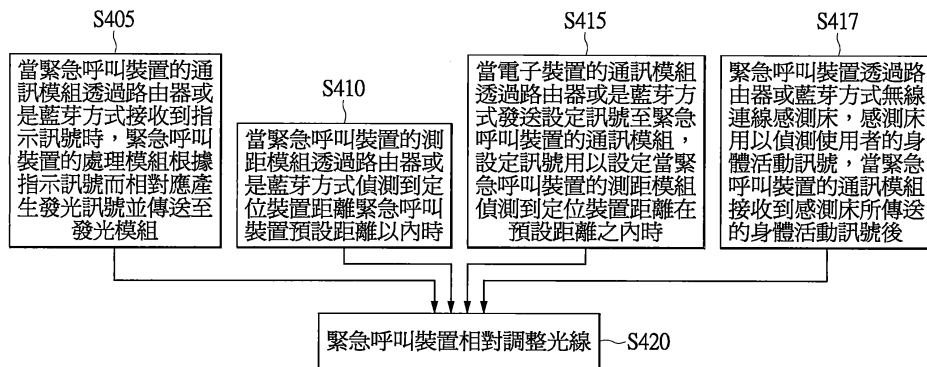 S405
當緊急呼叫裝置的通
訊模組透過路由器或
是藍芽方式接收到指
示訊號時，緊急呼叫
裝置的處理模組根據
指示訊號而相對應產
生發光訊號並傳送至
發光模組
S410
當緊急呼叫裝置的測
距模組透過路由器或
是藍芽方式偵測到定
位裝置距離緊急呼叫
裝置預設距離以內時
S415
當電子裝置的通訊模組
透過路由器或是藍芽方
式發送設定訊號至緊急
呼叫裝置的通訊模組，
設定訊號用以設定當緊
急呼叫裝置的測距模組
偵測到定位裝置距離在
預設距離之內時
S417
緊急呼叫裝置透過路
由器或藍芽方式無線
連線感測床，感測床
用以偵測使用者的身
體活動訊號，當緊急
呼叫裝置的通訊模組
接收到感測床所傳送
的身體活動訊號後
緊急呼叫裝置相對調整光線
S420